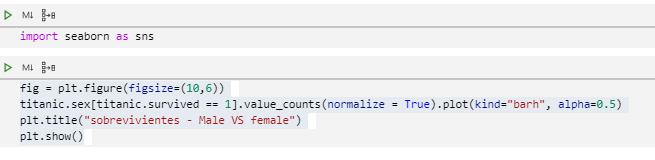 M↓
import seaborn as sns
M↓
fig = plt.figure(figsize=(10,6))
titanic.sex[titanic.survived == 1].value_counts(normalize = True).plot(kind="barh", alpha=0.5)
plt.title("sobrevivientes - Male VS female")
plt.show()